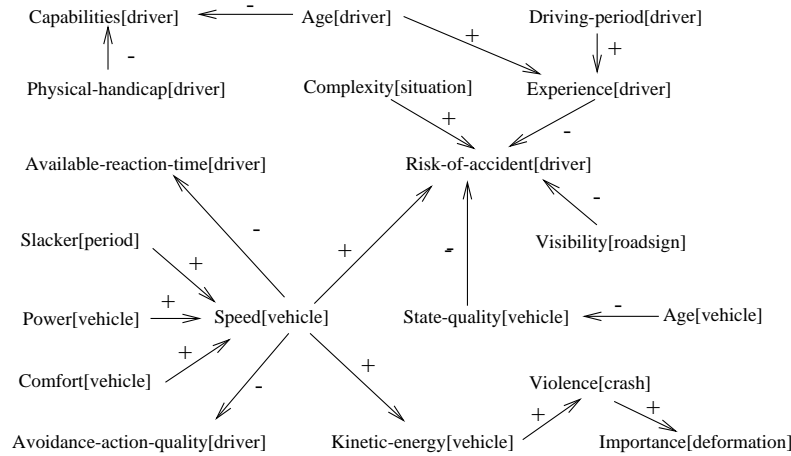 Capabilities[driver] - Age[driver] Driving-period[driver]
- + +
Physical-handicap[driver] Complexity[situation] Experience[driver]
+ -
Available-reaction-time[driver] Risk-of-accident[driver]
-
Slacker[period] - + - Visibility[roadsign]
+
Power[vehicle] + Speed[vehicle] State-quality[vehicle] - Age[vehicle]
+ +
Comfort[vehicle] - Violence[crash]
+ +
Avoidance-action-quality[driver] Kinetic-energy[vehicle] Importance[deformation]